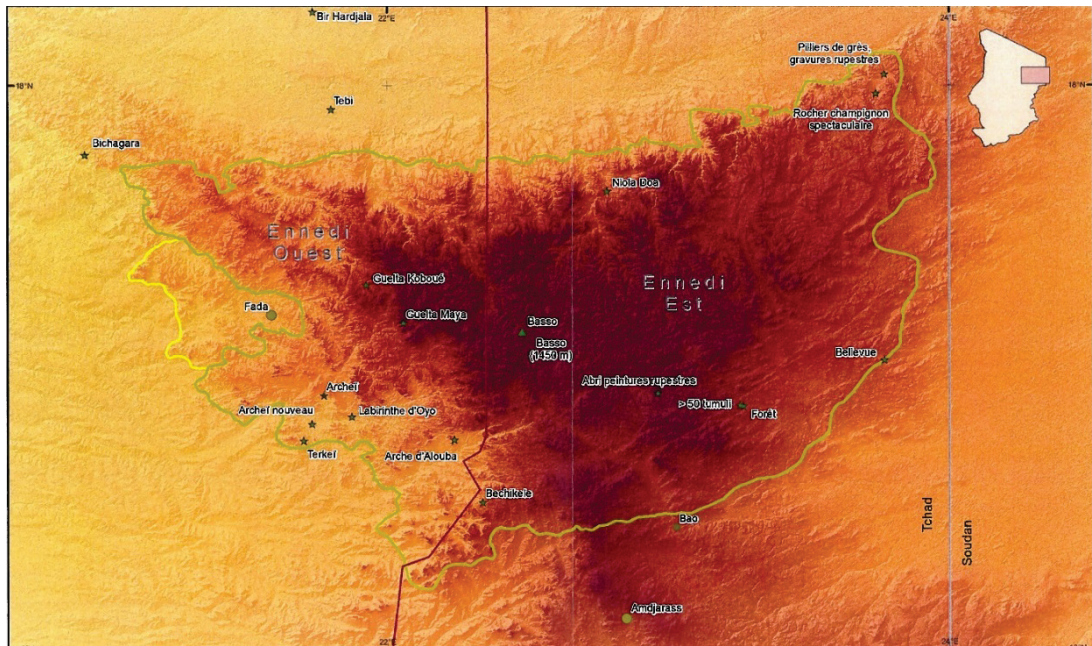 Bir Hardjala
22°E
24°E
Piliers de grès,
gravures rupestres
18°N
18°N
Tebi
Rocher champignon
spectaculaire
Bichagara
Niola Doa
Ennedi
Ouest
Guelta Koboué
Ennedi
Est
Fada
Guelta Maya
Basso
Basso
(1450 m)
Bellevue
Abri peintures rupestres
Archeï
> 50 tumuli
Forêt
Archeï nouveau
Labirinthe d'Oyo
Terkeï
Arche d'Alouba
Bechikele
Bao
Tchad
Soudan
Amdjarass
22°E
24°E